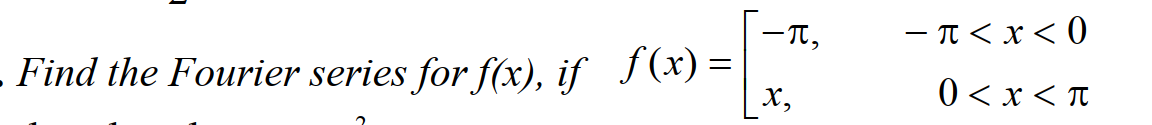 . Find the Fourier series for f(x), if f(x) = [ −π, − π < x < 0
x, 0 < x < π